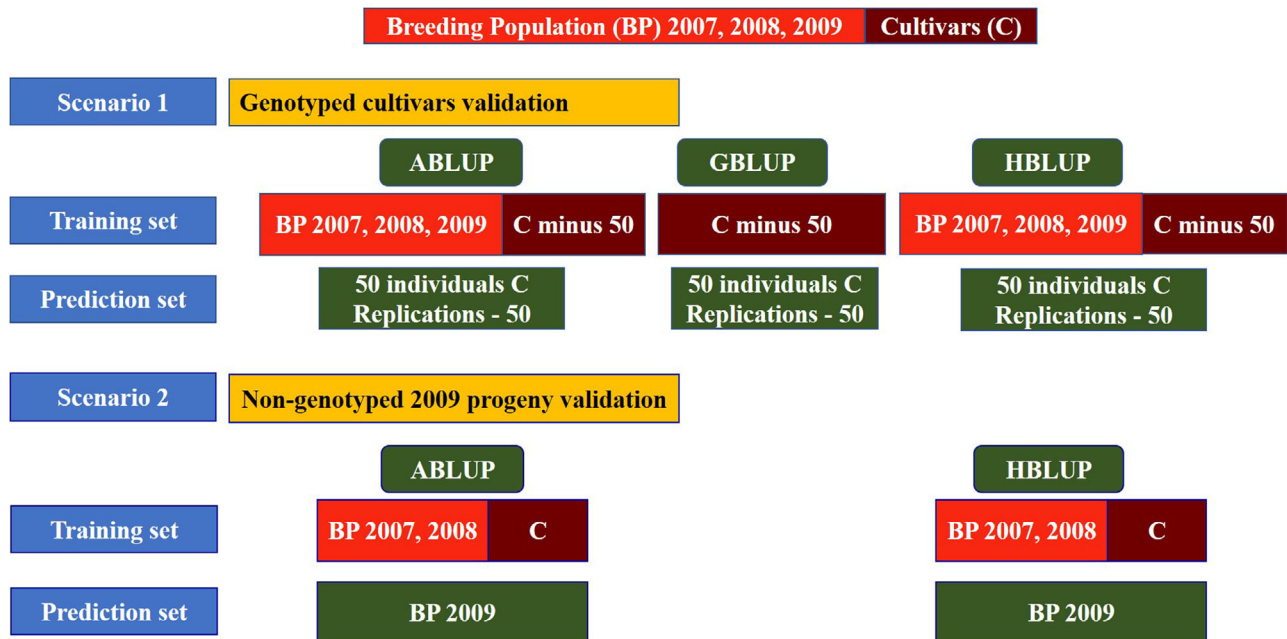 Breeding Population (BP) 2007, 2008, 2009 Cultivars (C)
Scenario 1 Genotyped cultivars validation
ABLUP GBLUP HBLUP
Training set BP 2007, 2008, 2009 C minus 50 C minus 50 BP 2007, 2008, 2009 C minus 50
Prediction set 50 individuals C 50 individuals C 50 individuals C
Replications - 50 Replications - 50 Replications - 50
Scenario 2 Non-genotyped 2009 progeny validation
ABLUP HBLUP
Training set BP 2007, 2008 C BP 2007, 2008 C
Prediction set BP 2009 BP 2009